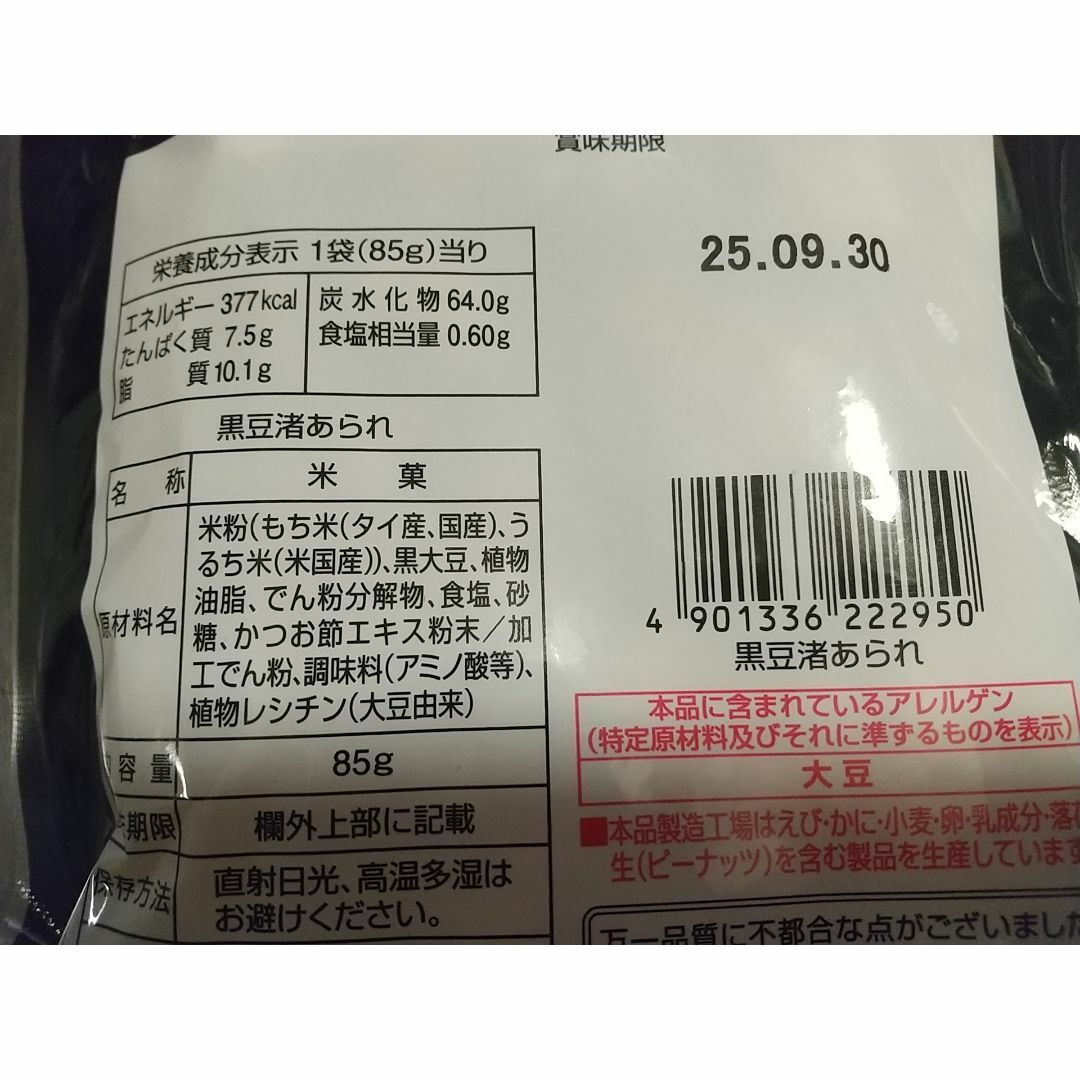 賞味期限
25.09.30
栄養成分表示 1袋(85g)当り
エネルギー 377kcal
たんぱく質 7.5g
脂 質10.1g
炭水化物64.0g
食塩相当量 0.60g
黒豆渚あられ
名 称
米 菓
原材料名
米粉(もち米(タイ産、国産)、う
るち米(米国産))、黒大豆、植物
油脂、でん粉分解物、食塩、砂
糖、かつお節エキス粉末/加
工でん粉、調味料(アミノ酸等)、
植物レシチン(大豆由来)
容量
85g
期限
欄外上部に記載
保存方法
直射日光、高温多湿は
お避けください。
4 901336 222950
黒豆渚あられ
本品に含まれているアレルゲン
(特定原材料及びそれに準ずるものを表示)
大豆
■本品製造工場はえび・かに・小麦・卵・乳成分・落花
生(ピーナッツ)を含む製品を生産しています
万一品質に不都合な点がございました